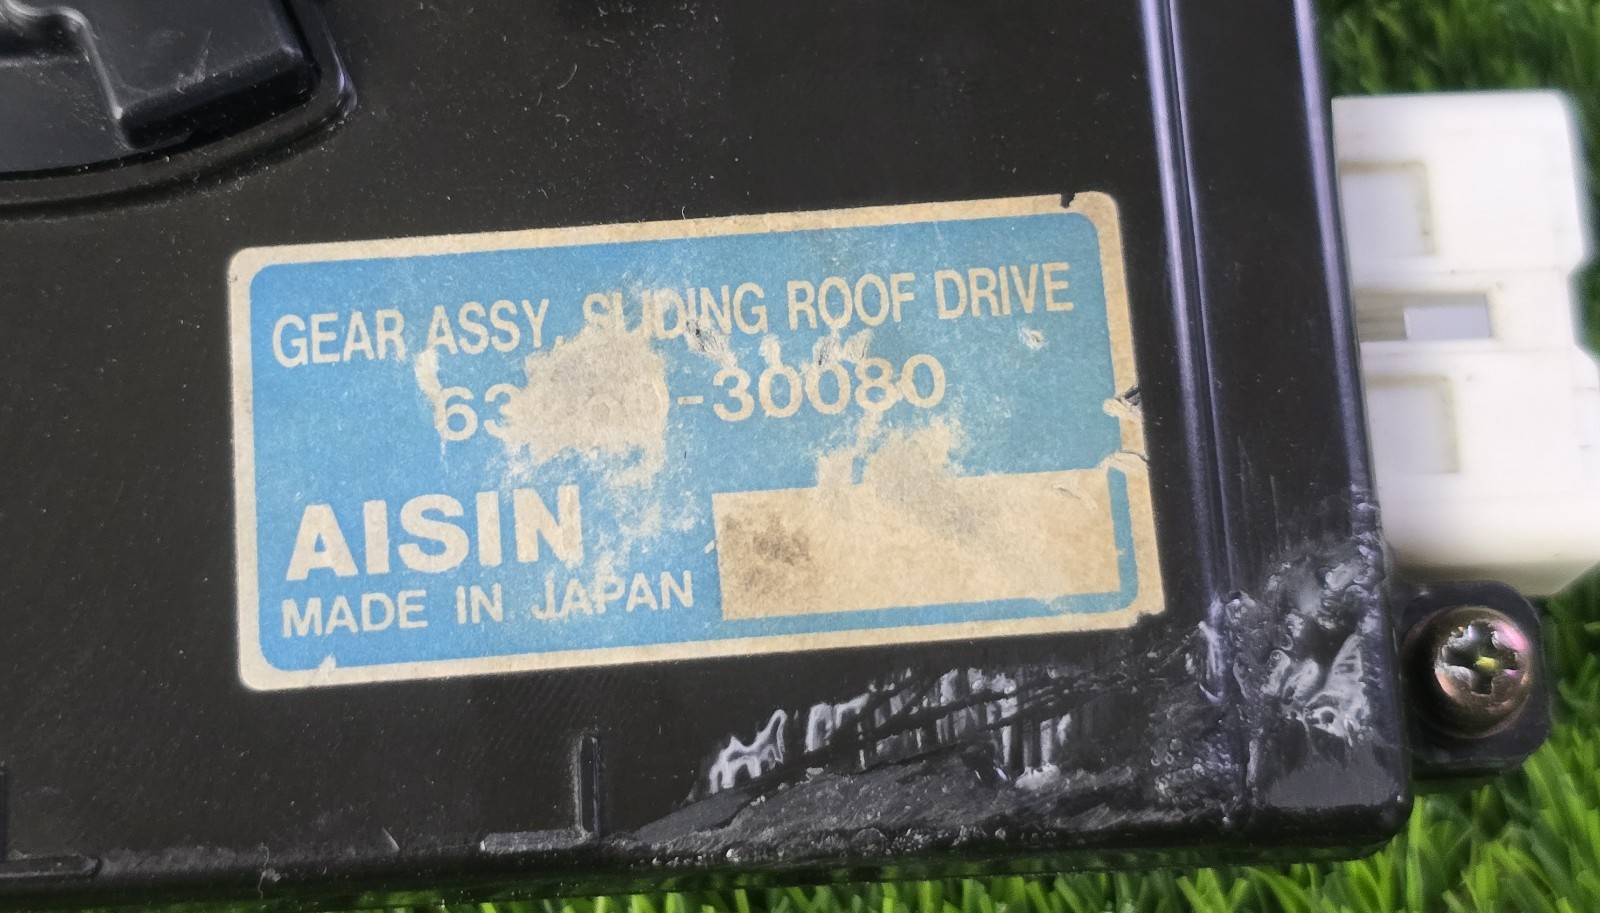 GEAR ASSY, SLIDING ROOF DRIVE
-30080
AISIN
MADE IN JAPAN